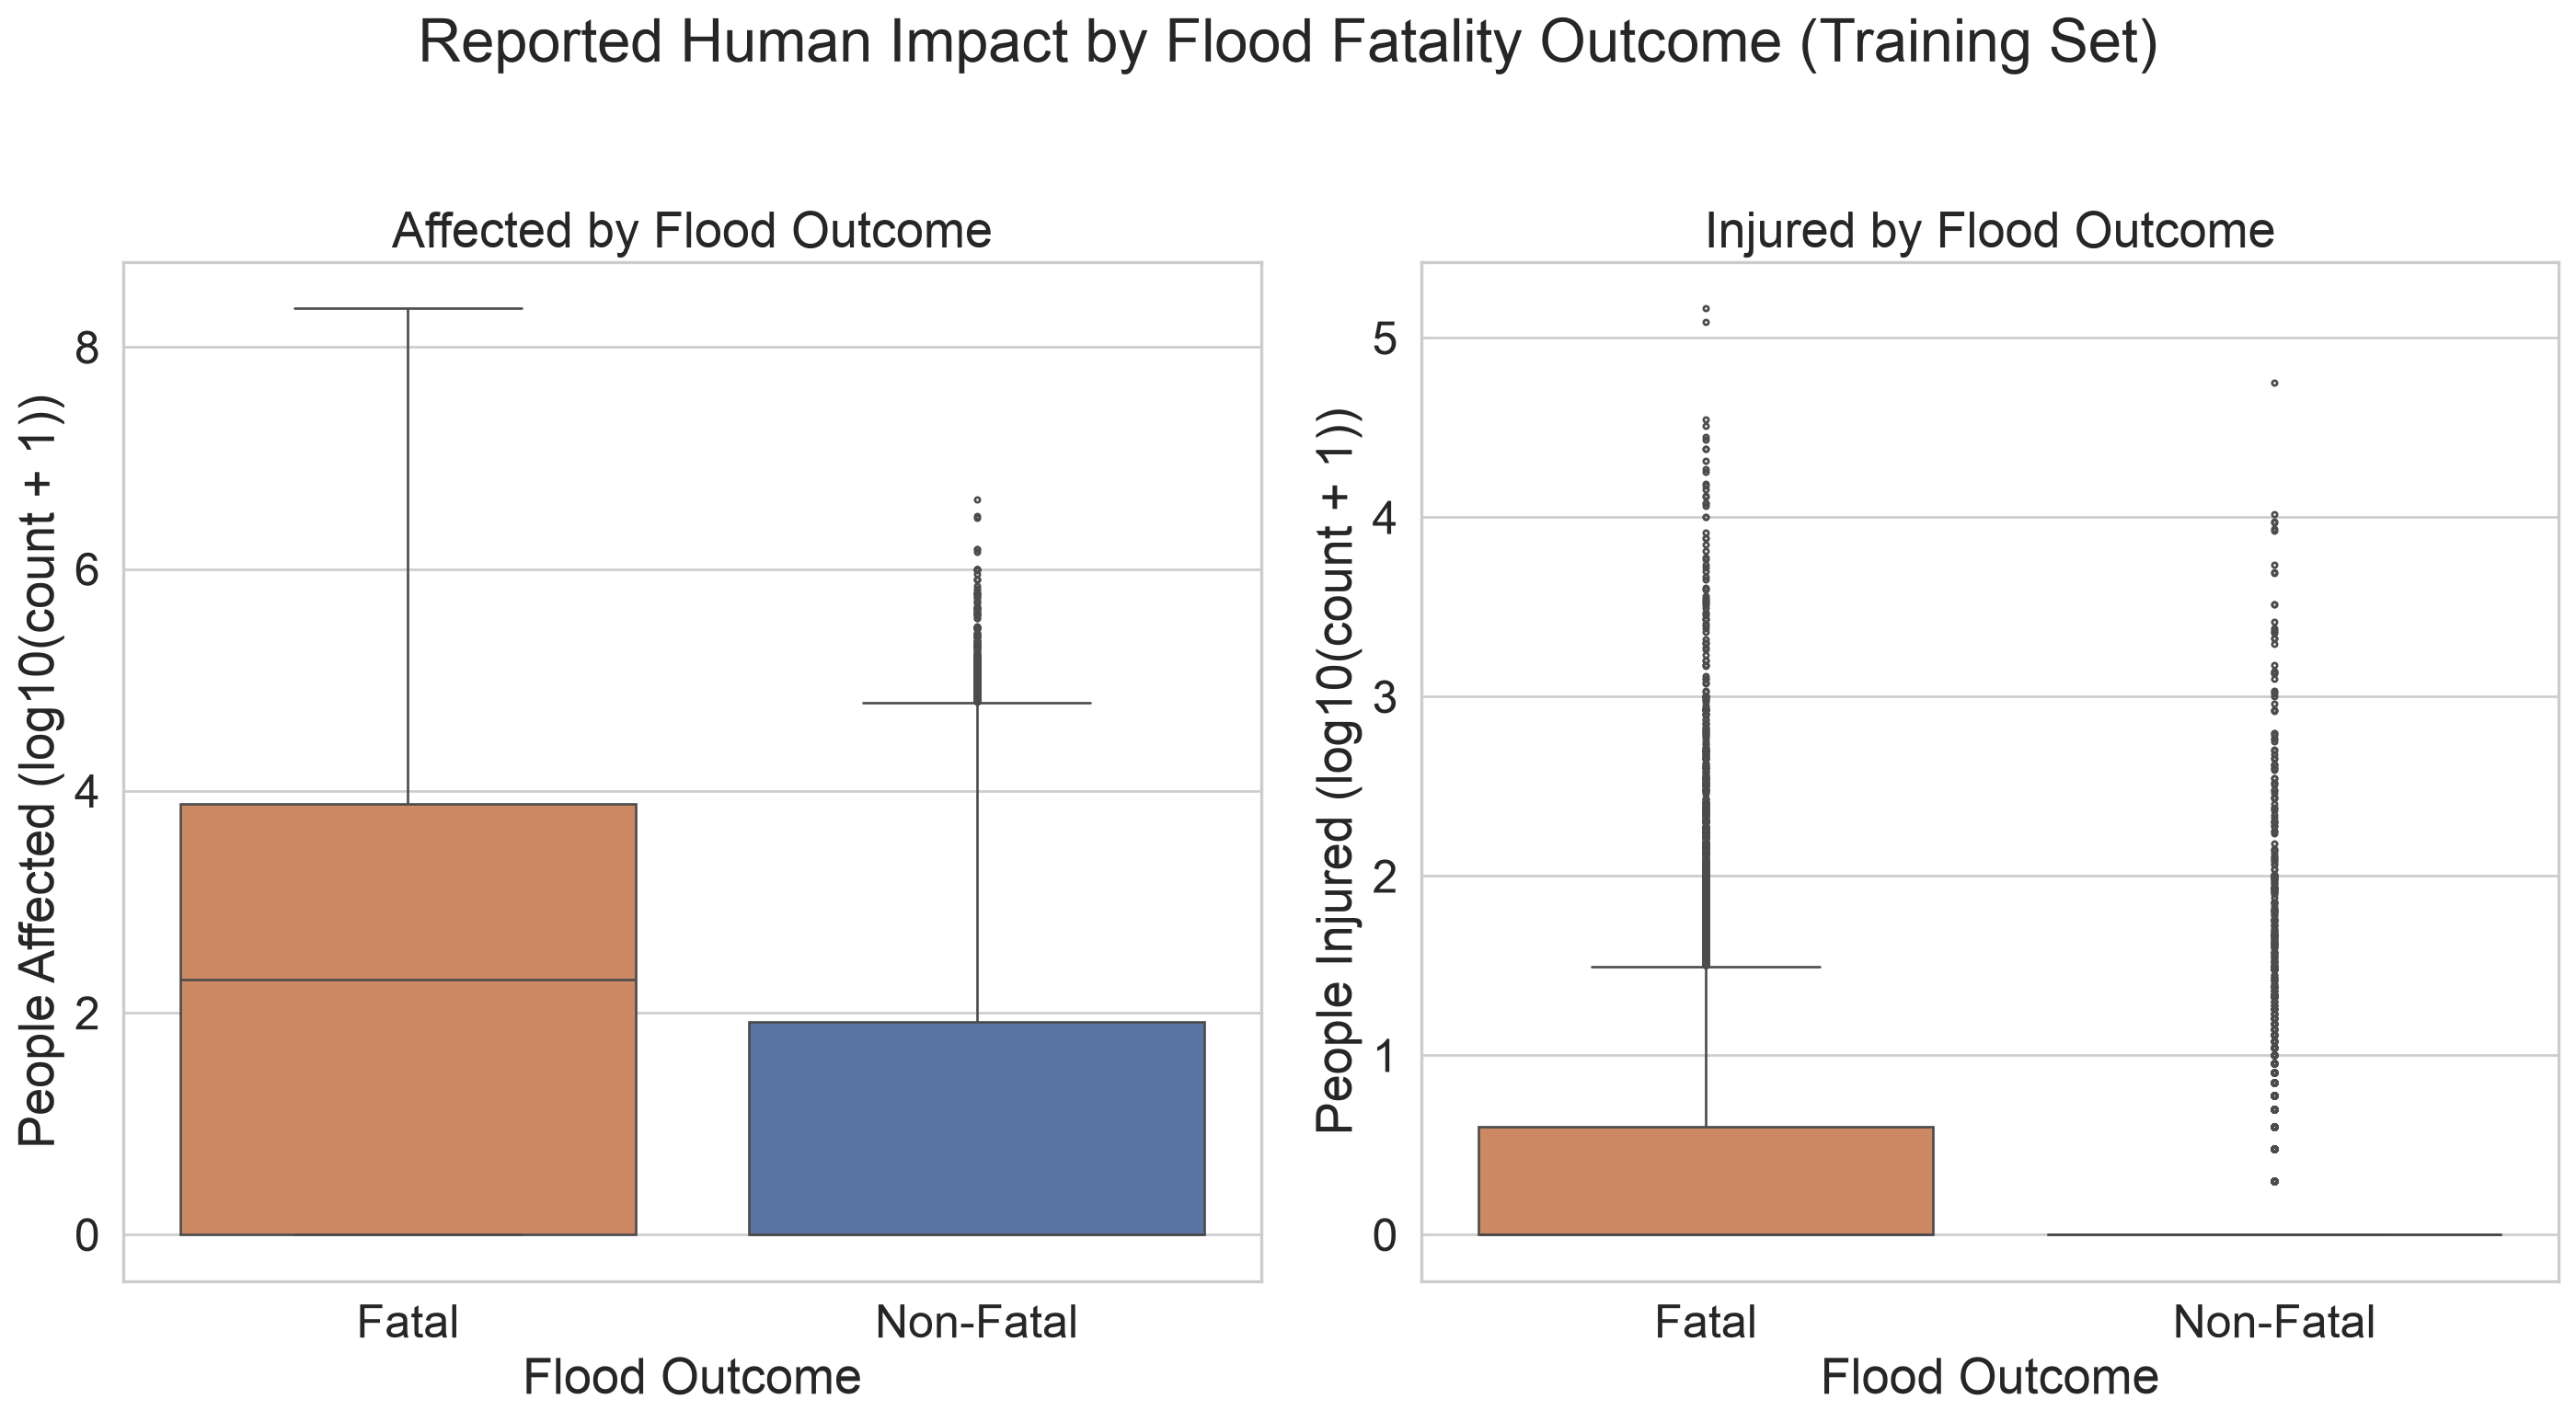 Reported Human Impact by Flood Fatality Outcome (Training Set)
Affected by Flood Outcome
People Affected (log10(count + 1))
8
6
4
2
0
Fatal
Non-Fatal
Flood Outcome
Injured by Flood Outcome
People Injured (log10(count + 1))
5
4
3
2
1
0
Fatal
Non-Fatal
Flood Outcome